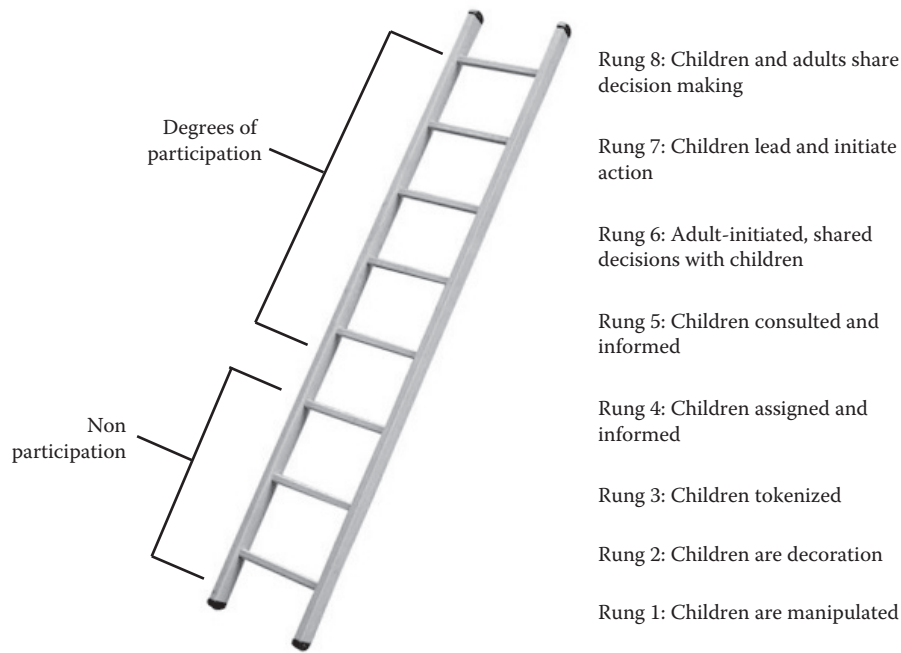 Degrees of
participation
Non
participation
Rung 8: Children and adults share
decision making
Rung 7: Children lead and initiate
action
Rung 6: Adult-initiated, shared
decisions with children
Rung 5: Children consulted and
informed
Rung 4: Children assigned and
informed
Rung 3: Children tokenized
Rung 2: Children are decoration
Rung 1: Children are manipulated